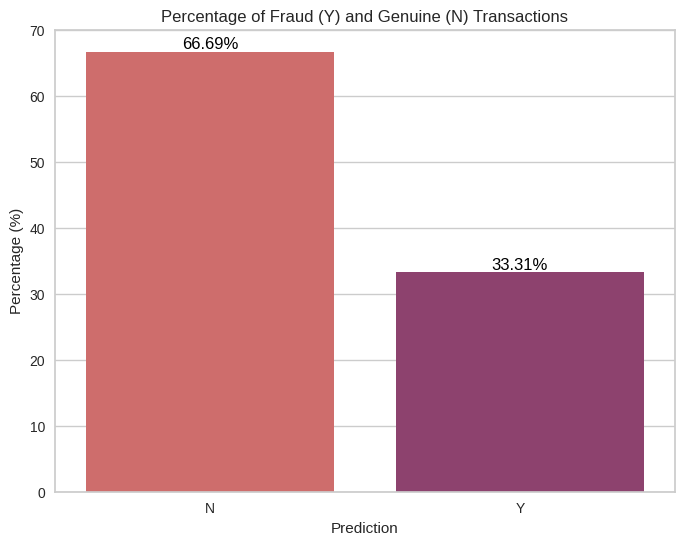 Percentage of Fraud (Y) and Genuine (N) Transactions
70
66.69%
60
50
40
33.31%
30
20
10
0
Percentage (%)
N
Y
Prediction